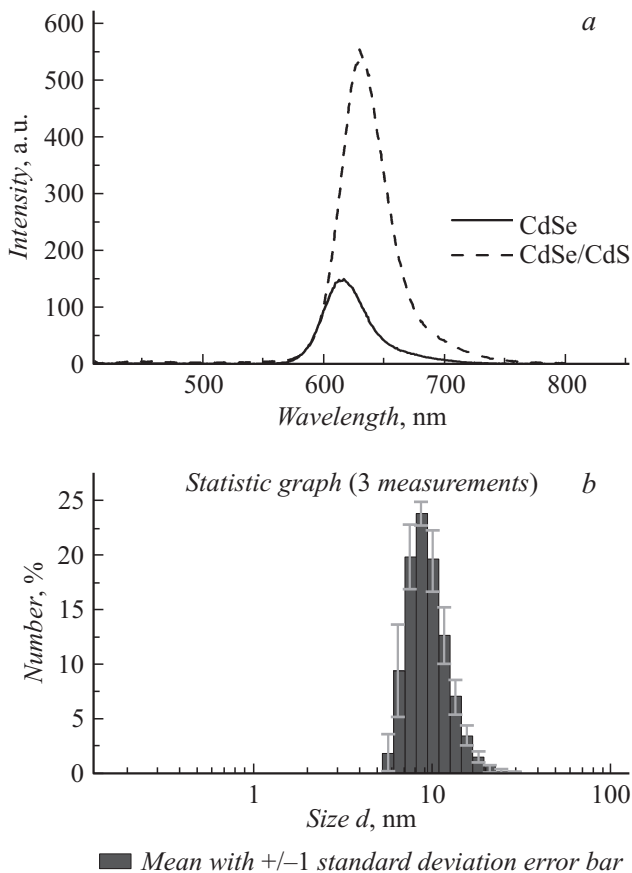 a
600
500
400
300
200
100
0
Intensity, a.u.
CdSe
CdSe/CdS
500 600 700 800
Wavelength, nm
Statistic graph (3 measurements) b
25
20
15
10
5
0
Number, %
1 10 100
Size d, nm
Mean with +/–1 standard deviation error bar